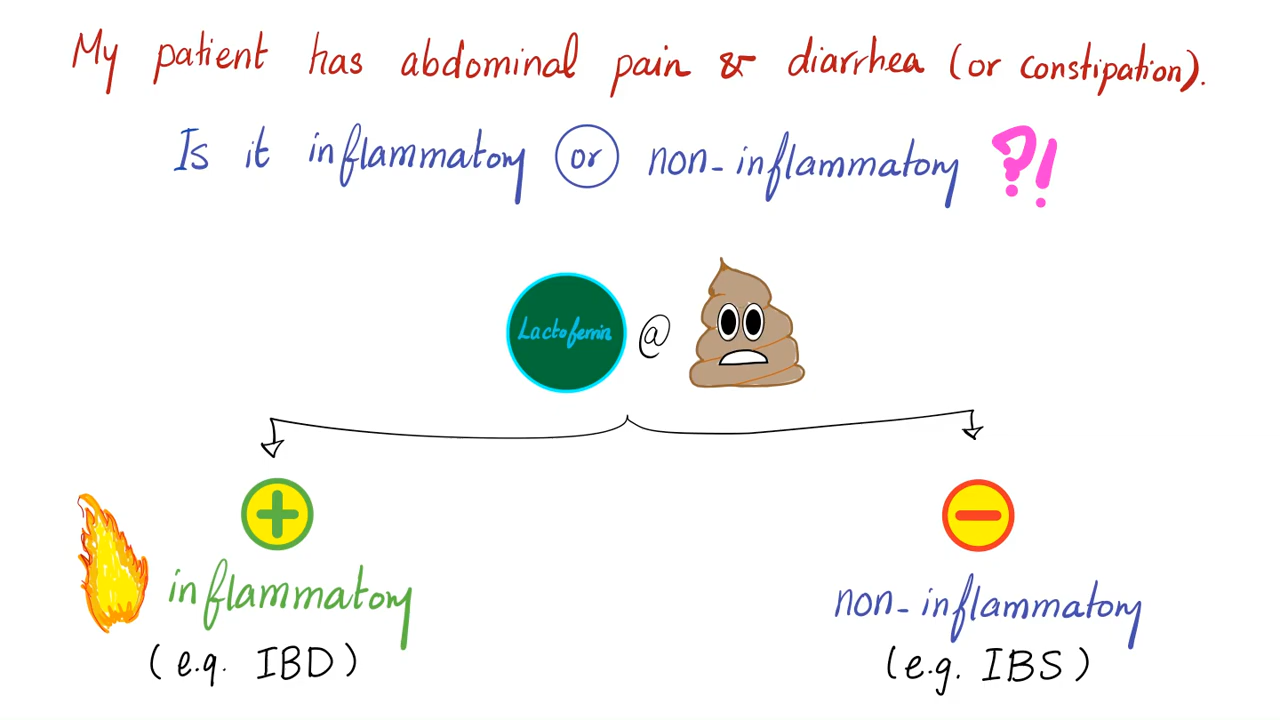 My patient has abdominal pain & diarrhea (or constipation).
Is it inflammatory or non-inflammatory ?!
Lactoferrin @
+ −
inflammatory
non-inflammatory
(e.g. IBD)
(e.g. IBS)